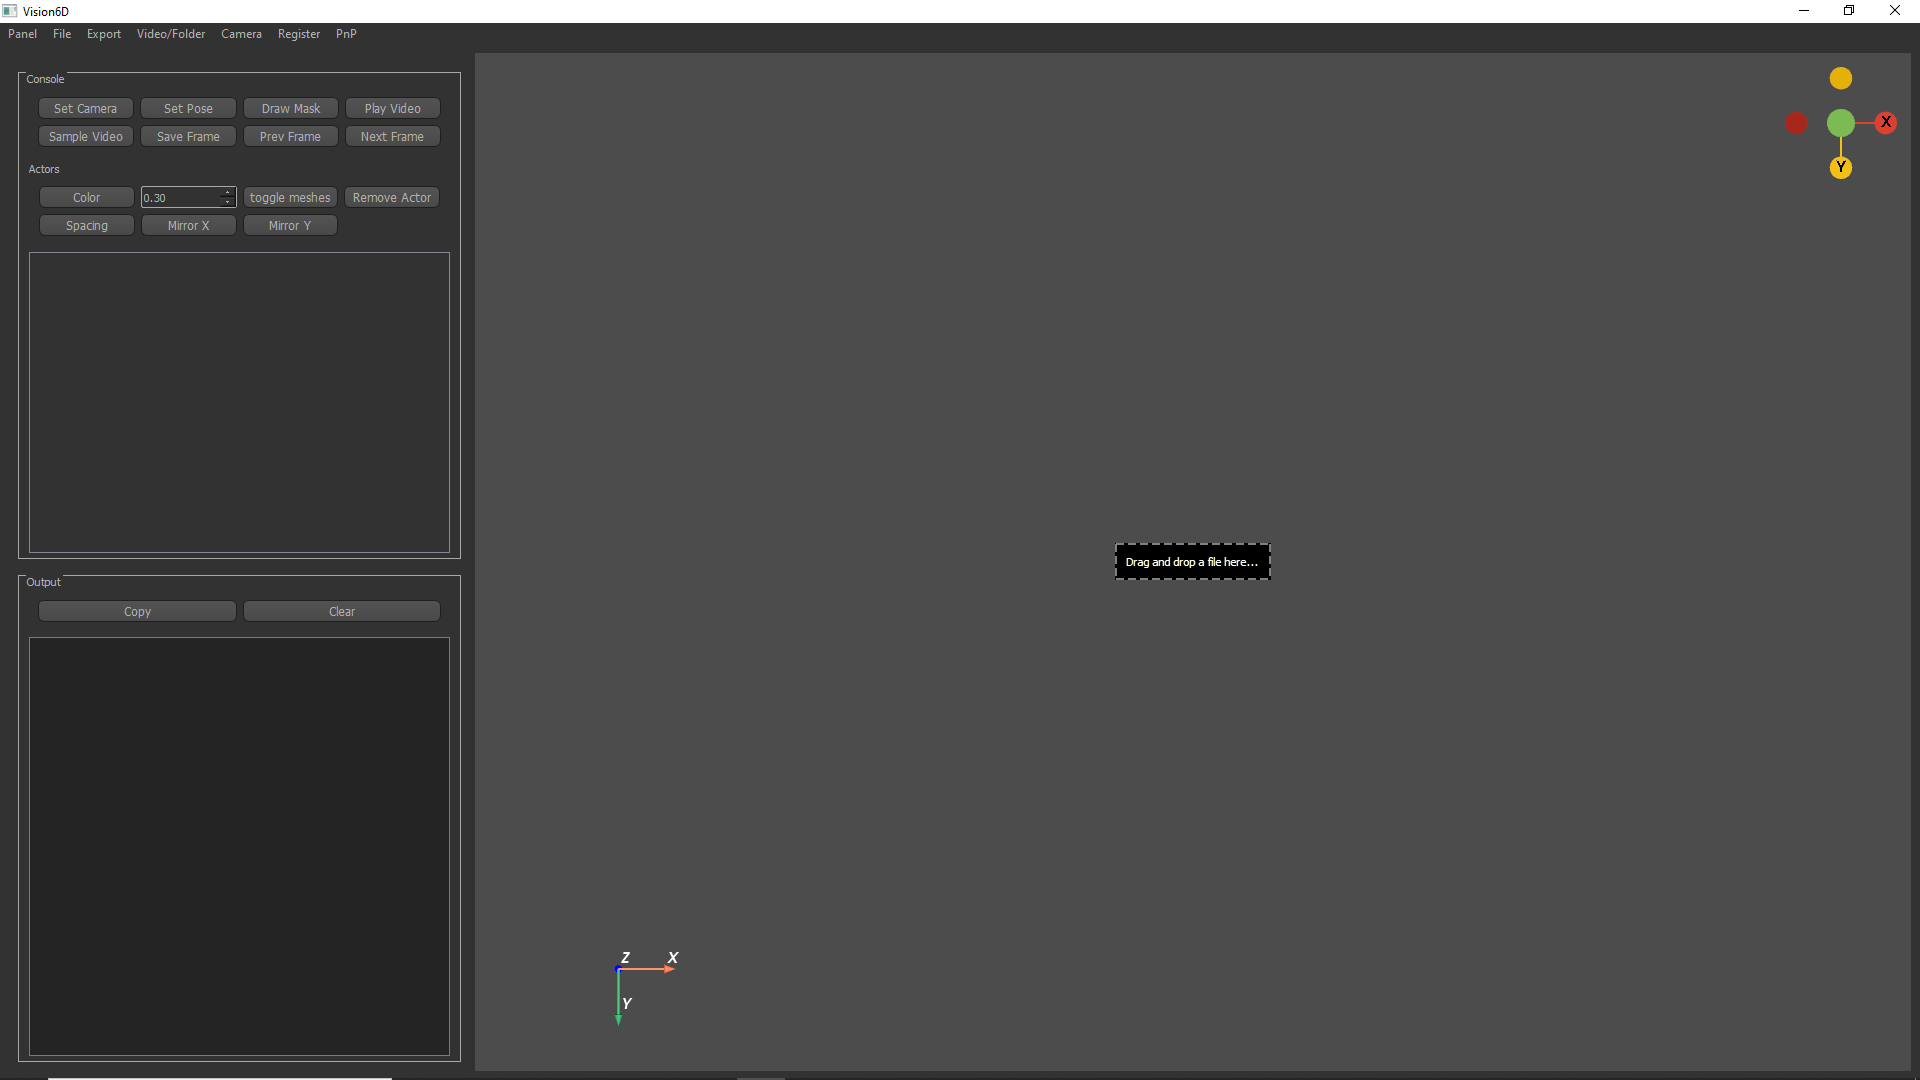 Vision6D
Panel File Export Video/Folder Camera Register PnP
Console
Set Camera Set Pose Draw Mask Play Video
Sample Video Save Frame Prev Frame Next Frame
Actors
Color 0.30 toggle meshes Remove Actor
Spacing Mirror X Mirror Y
Output
Copy Clear
X
Y
Drag and drop a file here...
Z X
Y